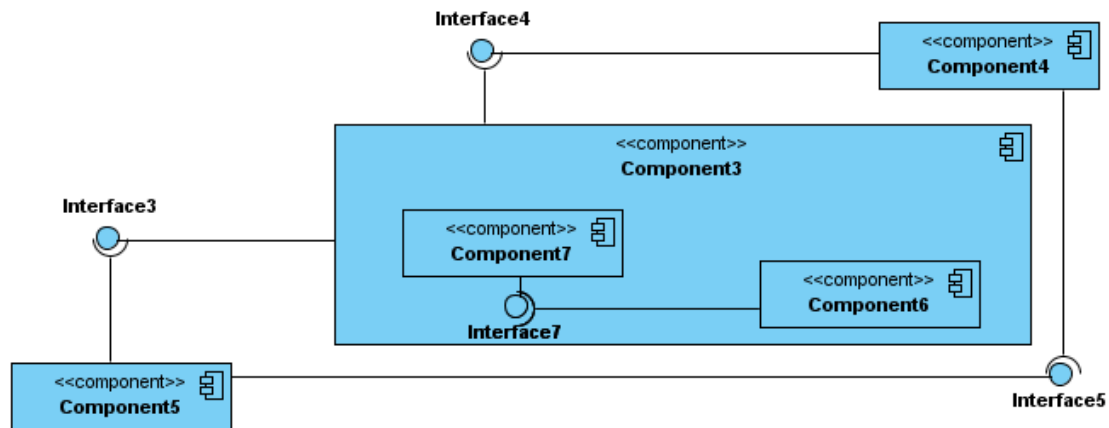 Interface4
<<component>>
Component4
<<component>>
Component3
Interface3
<<component>>
Component7
<<component>>
Component6
Interface7
<<component>>
Component5
Interface5